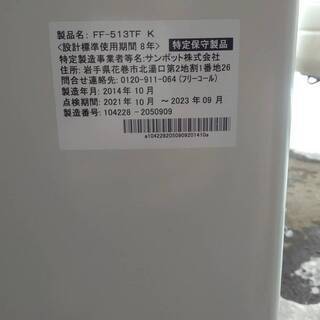 製品名: FF-513TF K
<設計標準使用期間 8年> 特定保守製品
特定製造事業者等名:サンポット株式会社
住所:岩手県花巻市北湯口第2地割1番地26
問合せ連絡先:0120-911-064 (フリーコール)
製造年月:2014年10月
点検期間:2021年10月 〜2023年09月
製造番号:104228-2050909
a1042282050909201410a